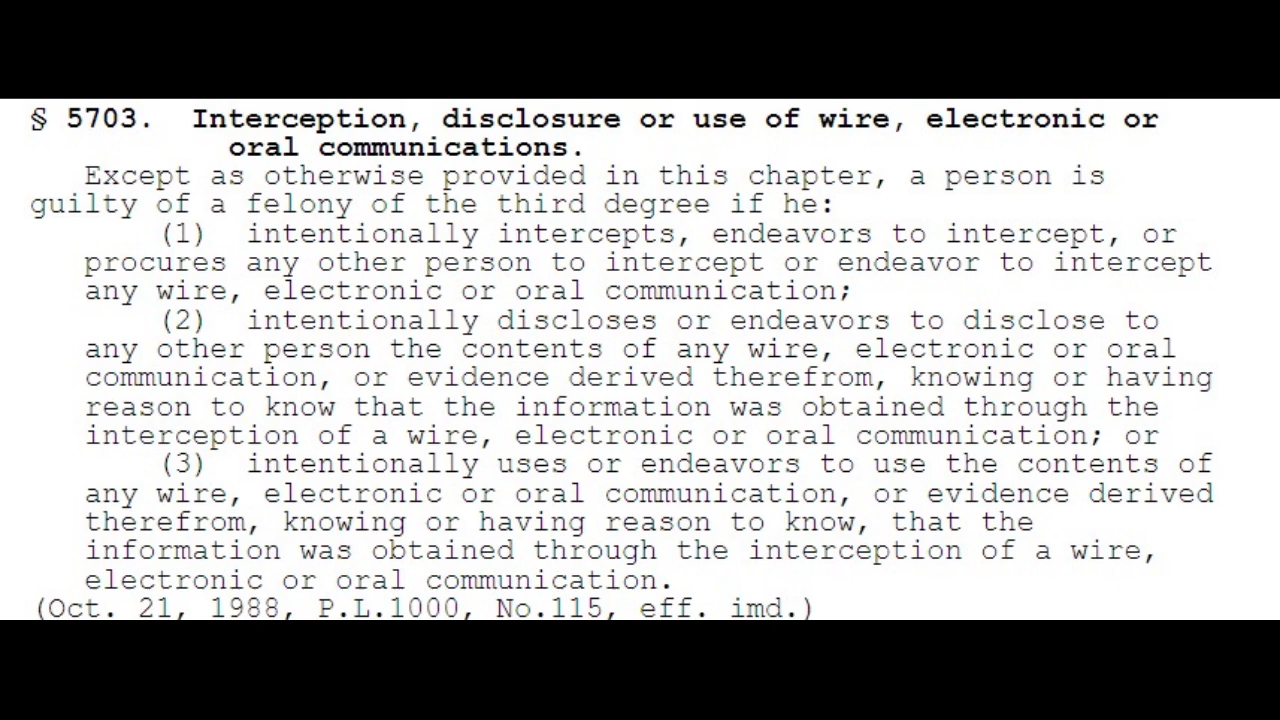 § 5703. Interception, disclosure or use of wire, electronic or
oral communications.
Except as otherwise provided in this chapter, a person is
guilty of a felony of the third degree if he:
(1) intentionally intercepts, endeavors to intercept, or
procures any other person to intercept or endeavor to intercept
any wire, electronic or oral communication;
(2) intentionally discloses or endeavors to disclose to
any other person the contents of any wire, electronic or oral
communication, or evidence derived therefrom, knowing or having
reason to know that the information was obtained through the
interception of a wire, electronic or oral communication; or
(3) intentionally uses or endeavors to use the contents of
any wire, electronic or oral communication, or evidence derived
therefrom, knowing or having reason to know, that the
information was obtained through the interception of a wire,
electronic or oral communication.
(Oct. 21, 1988, P.L.1000, No.115, eff. imd.)